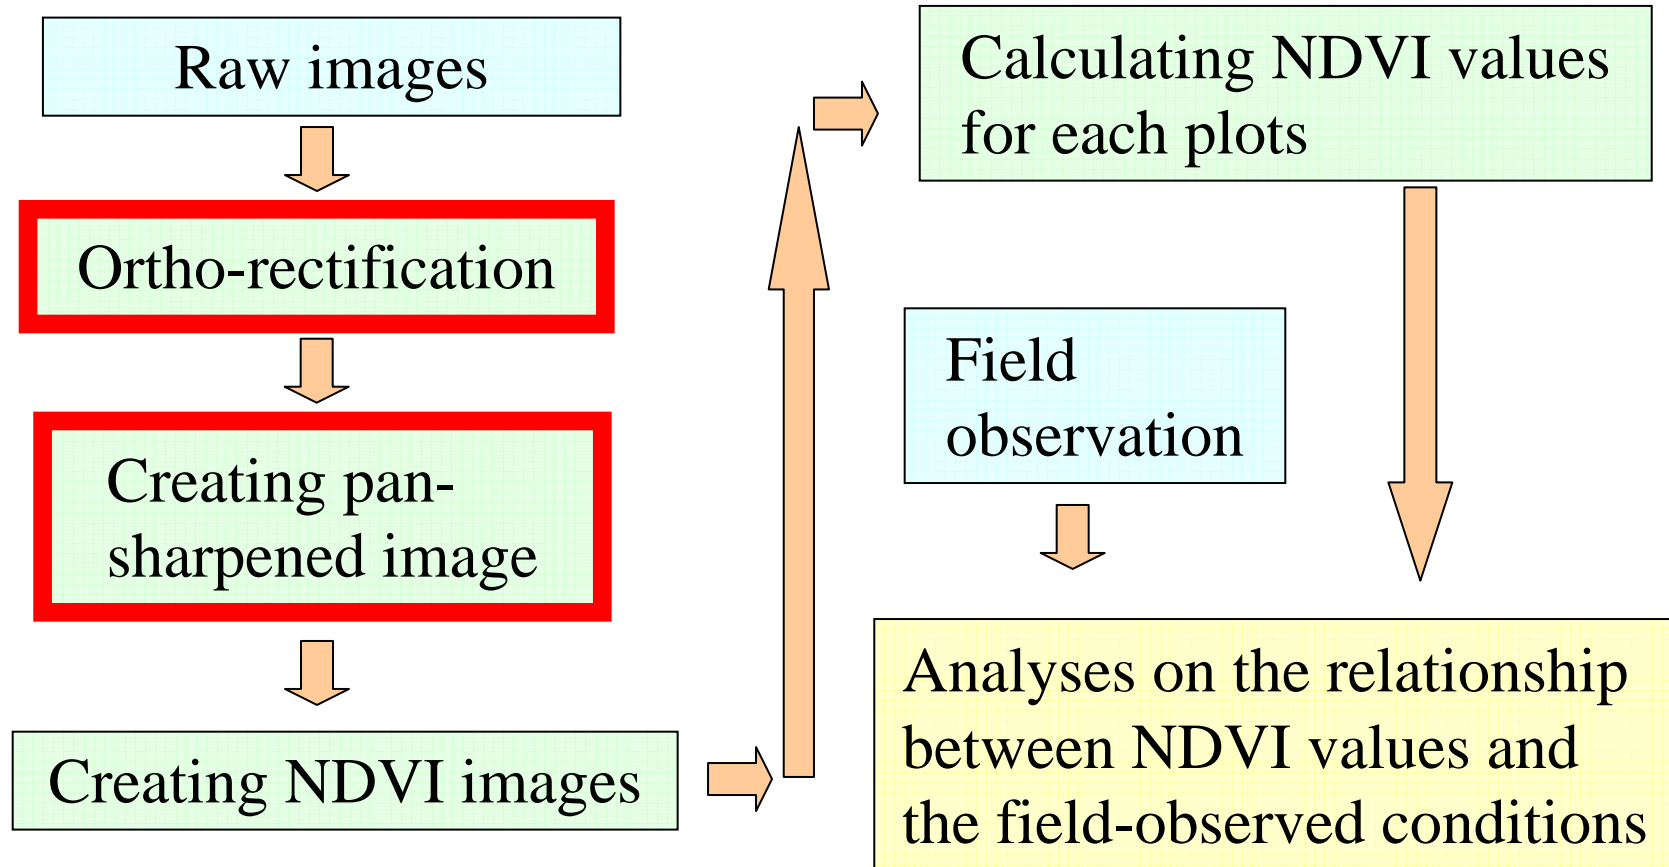 Raw images
Ortho-rectification
Creating pan-
sharpened image
Creating NDVI images
Calculating NDVI values
for each plots
Field
observation
Analyses on the relationship
between NDVI values and
the field-observed conditions